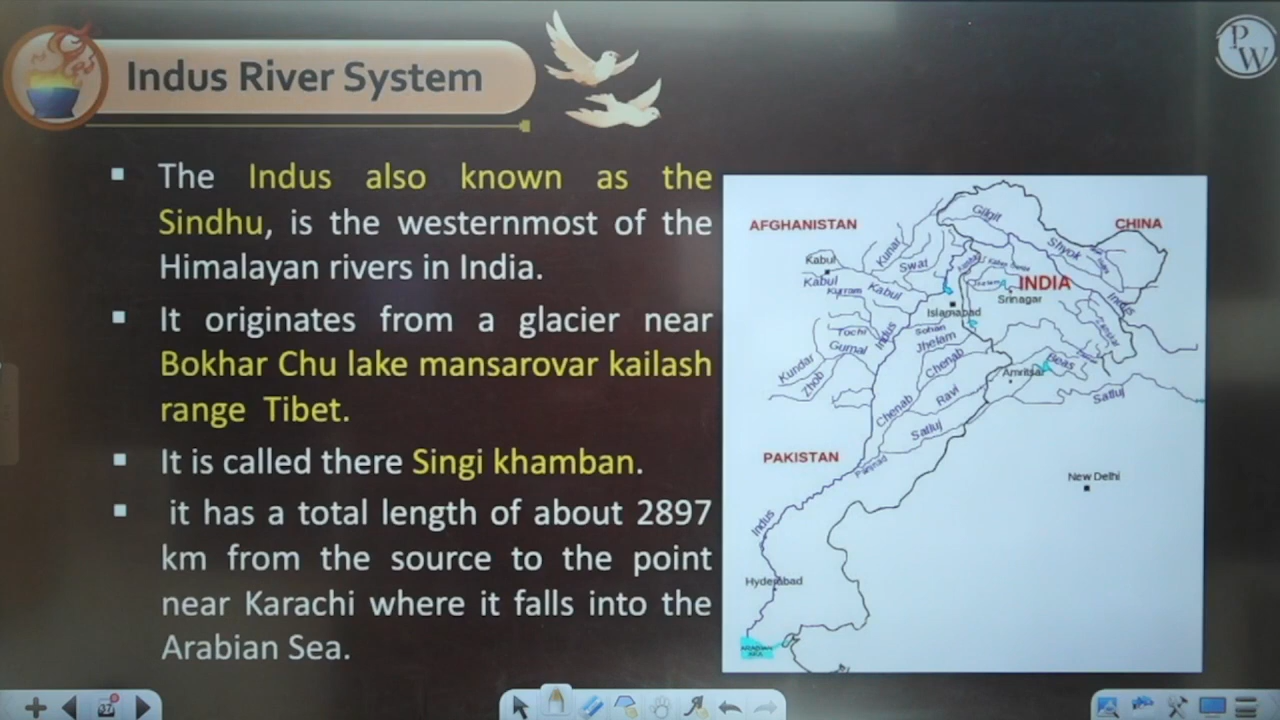 Indus River System
PW
The Indus also known as the
Sindhu, is the westernmost of the
Himalayan rivers in India.
It originates from a glacier near
Bokhar Chu lake mansarovar kailash
range Tibet.
It is called there Singi khamban.
it has a total length of about 2897
km from the source to the point
near Karachi where it falls into the
Arabian Sea.
AFGHANISTAN
CHINA
Gilgit
Shyok
Kunar
Swat
Kabul
Kabul
Kurram
Kabul
INDIA
Srinagar
Indus
Islamabad
Tochi
Gumal
Indus
Sohan
Jhelam
Kundar
Zhob
Chenab
Beas
Amritsar
Chenab
Ravi
Satluj
Satluj
PAKISTAN
Panjnad
New Delhi
Indus
Hyderabad
ARABIAN
37